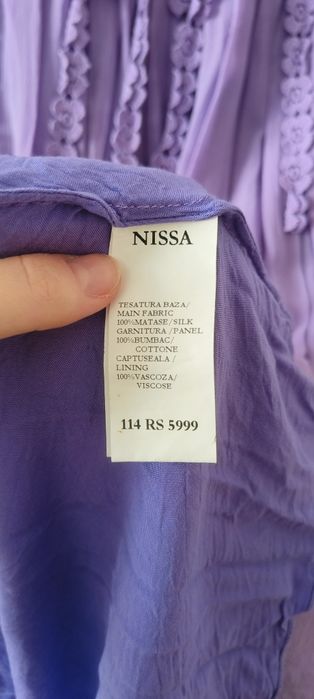 NISSA
TESATURA BAZA/
MAIN FABRIC
100%MATASE/SILK
GARNITURA/PANEL
100%BUMBAC/
COTTONE
CAPTUSEALA/
LINING
100%VASCOZA/
VISCOSE
114 RS 5999